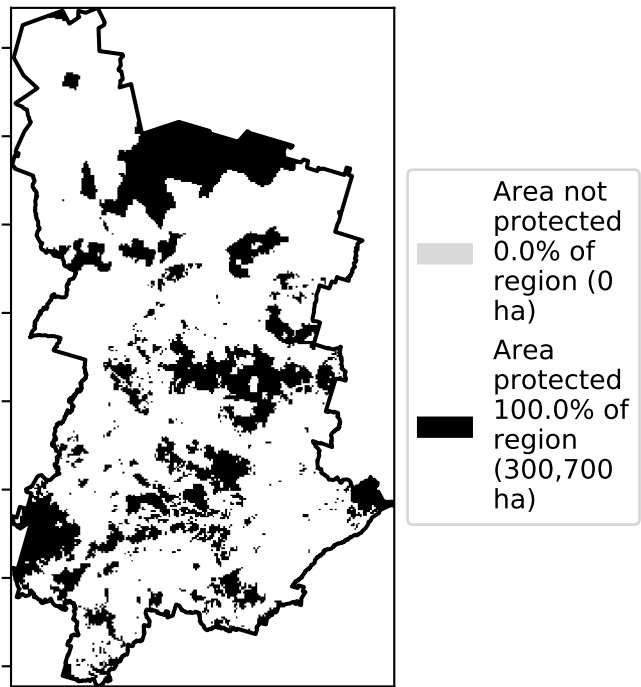 Area not
protected
0.0% of
region (0
ha)
Area
protected
100.0% of
region
(300,700
ha)